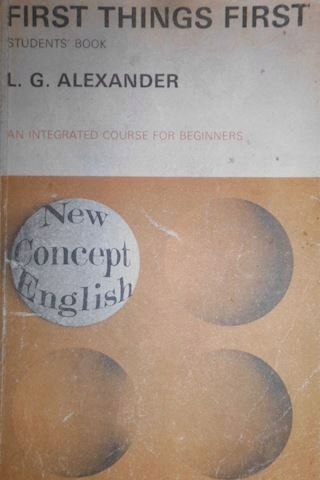 FIRST THINGS FIRST
STUDENTS' BOOK
L. G. ALEXANDER
AN INTEGRATED COURSE FOR BEGINNERS
New
Concept
English